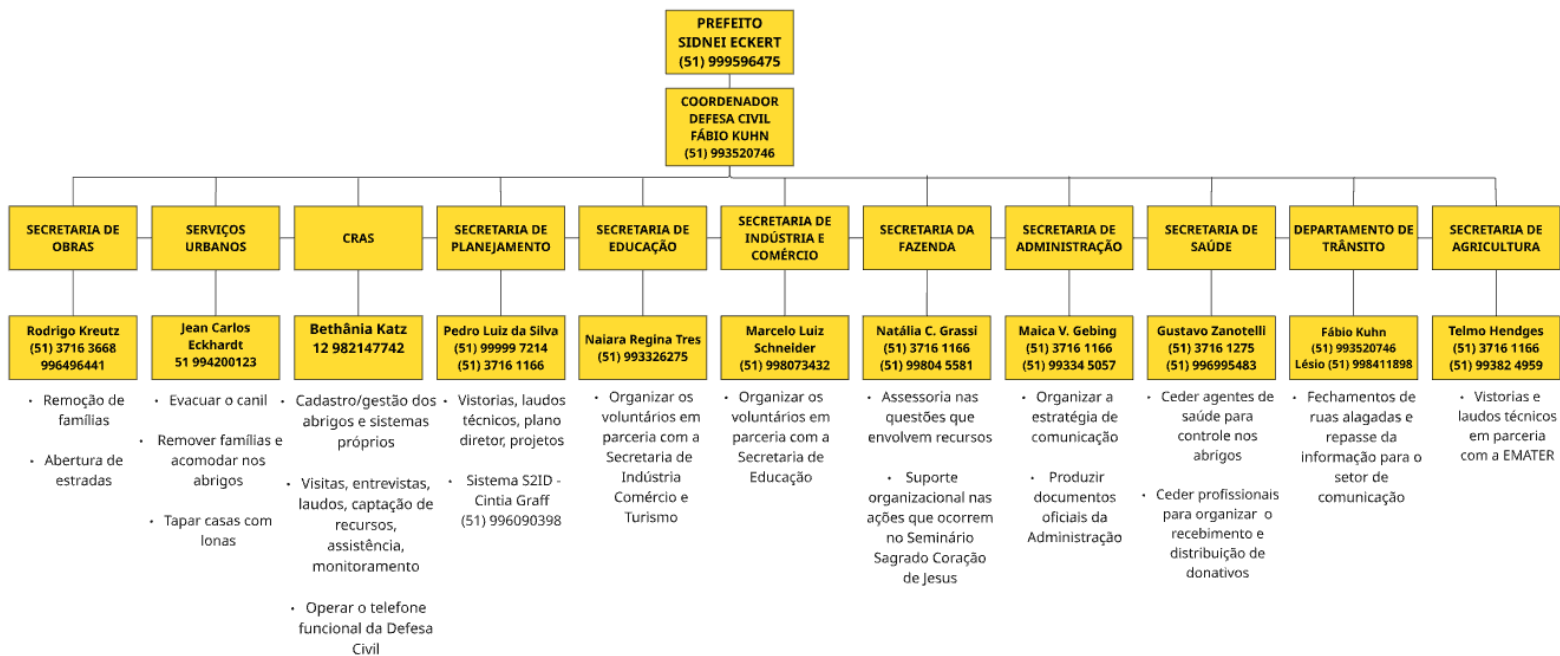 PREFEITO
SIDNEI ECKERT
(51) 999596475
COORDENADOR
DEFESA CIVIL
FÁBIO KUHN
(51) 993520746
SECRETARIA DE
OBRAS
SERVIÇOS
URBANOS
CRAS
SECRETARIA DE
PLANEJAMENTO
SECRETARIA DE
EDUCAÇÃO
SECRETARIA DE
INDÚSTRIA E
COMÉRCIO
SECRETARIA DA
FAZENDA
SECRETARIA DE
ADMINISTRAÇÃO
SECRETARIA DE
SAÚDE
DEPARTAMENTO DE
TRÂNSITO
SECRETARIA DE
AGRICULTURA
Rodrigo Kreutz
(51) 3716 3668
996496441
Jean Carlos
Eckhardt
51 994200123
Bethânia Katz
12 982147742
Pedro Luiz da Silva
(51) 99999 7214
(51) 3716 1166
Naiara Regina Tres
(51) 993326275
Marcelo Luiz
Schneider
(51) 998073432
Natália C. Grassi
(51) 3716 1166
(51) 99804 5581
Maica V. Gebing
(51) 3716 1166
(51) 99334 5057
Gustavo Zanotelli
(51) 3716 1275
(51) 996995483
Fábio Kuhn
(51) 993520746
Lésio (51) 998411898
Telmo Hendges
(51) 3716 1166
(51) 99382 4959
• Remoção de
famílias
• Abertura de
estradas
• Evacuar o canil
• Remover famílias e
acomodar nos
abrigos
• Tapar casas com
lonas
• Cadastro/gestão dos
abrigos e sistemas
próprios
• Visitas, entrevistas,
laudos, captação de
recursos,
assistência,
monitoramento
• Operar o telefone
funcional da Defesa
Civil
• Vistorias, laudos
técnicos, plano
diretor, projetos
• Sistema S2ID -
Cintia Graff
(51) 996090398
• Organizar os
voluntários em
parceria com a
Secretaria de
Indústria
Comércio e
Turismo
• Organizar os
voluntários em
parceria com a
Secretaria de
Educação
• Assessoria nas
questões que
envolvem recursos
• Suporte
organizacional nas
ações que ocorrem
no Seminário
Sagrado Coração
de Jesus
• Organizar a
estratégia de
comunicação
• Produzir
documentos
oficiais da
Administração
• Ceder agentes de
saúde para
controle nos
abrigos
• Ceder profissionais
para organizar o
recebimento e
distribuição de
donativos
• Fechamentos de
ruas alagadas e
repasse da
informação para o
setor de
comunicação
• Vistorias e
laudos técnicos
em parceria
com a EMATER